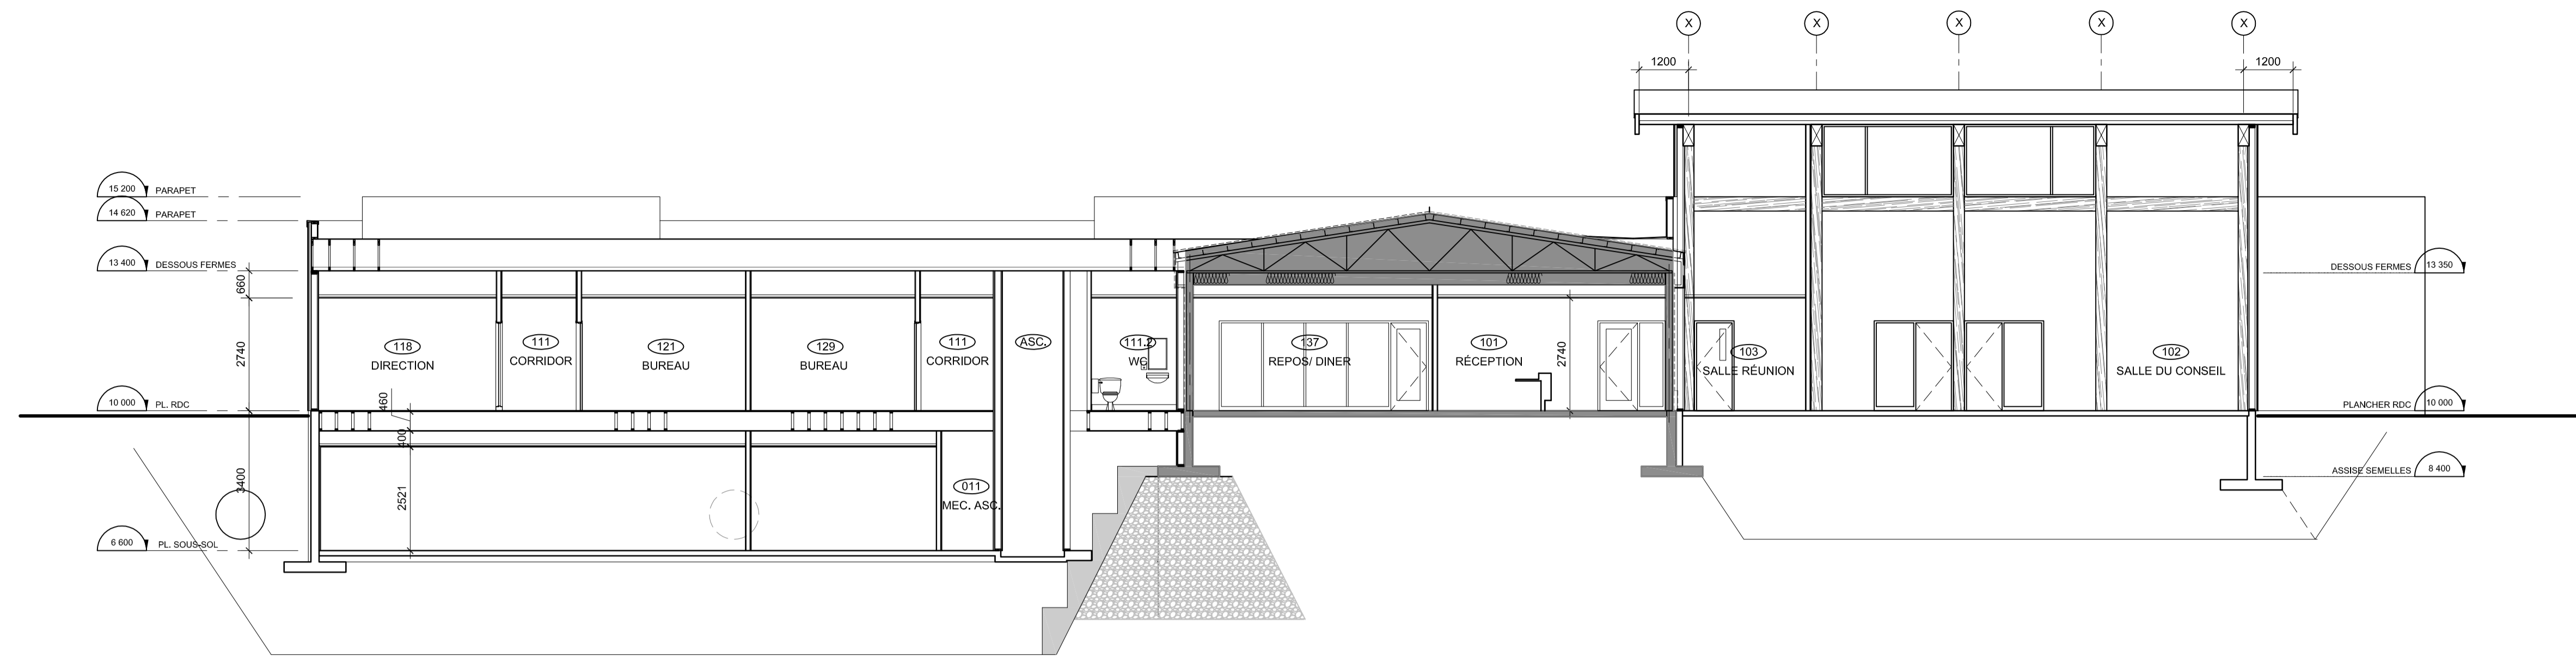 X X X X X
1200 1200
15 200 PARAPET
14 620 PARAPET
13 400 DESSOUS FERMES
DESSOUS FERMES 13 350
660
2740
2740
118
DIRECTION
111
CORRIDOR
121
BUREAU
129
BUREAU
111
CORRIDOR
ASC.
111.2
WC
137
REPOS/ DINER
101
RÉCEPTION
103
SALLE RÉUNION
102
SALLE DU CONSEIL
10 000 PL. RDC
PLANCHER RDC 10 000
460
400
3400
2521
011
MEC. ASC.
ASSISE SEMELLES 8 400
6 600 PL. SOUS-SOL